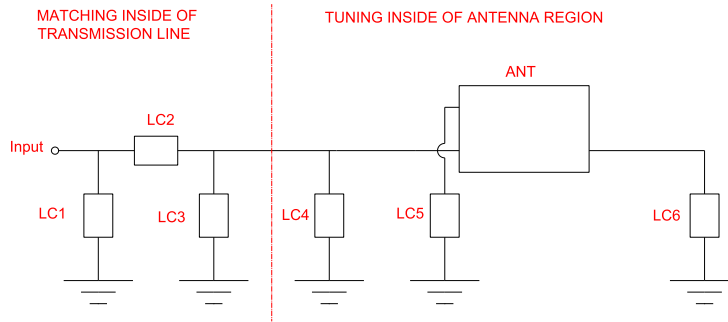 MATCHING INSIDE OF
TRANSMISSION LINE
TUNING INSIDE OF ANTENNA REGION
ANT
LC2
Input
LC1
LC3
LC4
LC5
LC6